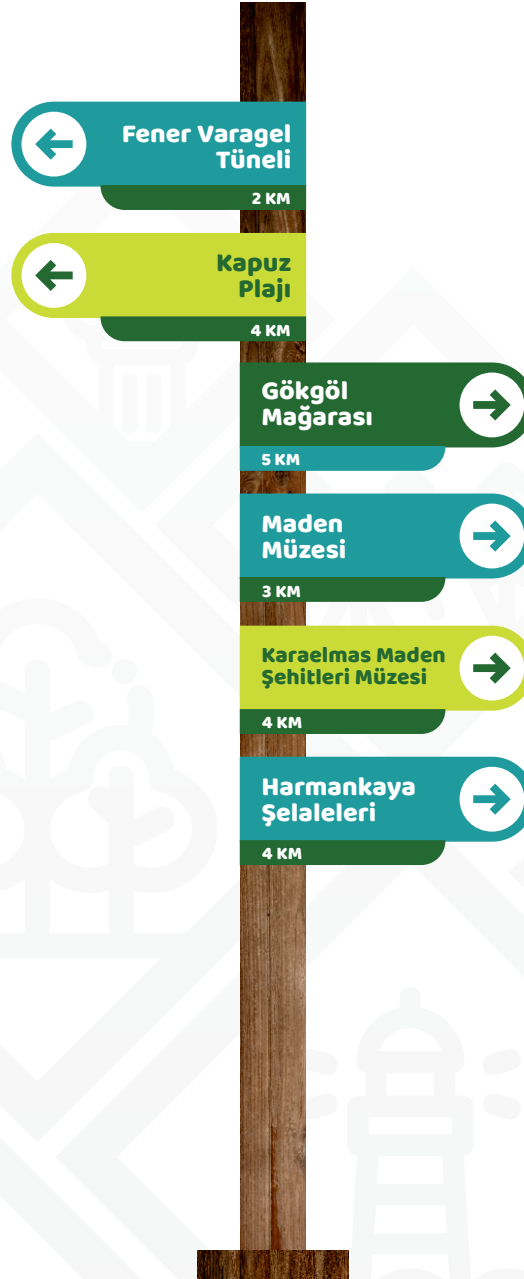 Fener Varagel
Tüneli
2 KM
Kapuz
Plajı
4 KM
Gökgöl
Mağarası
5 KM
Maden
Müzesi
3 KM
Karaelmas Maden
Şehitleri Müzesi
4 KM
Harmankaya
Şelaleleri
4 KM